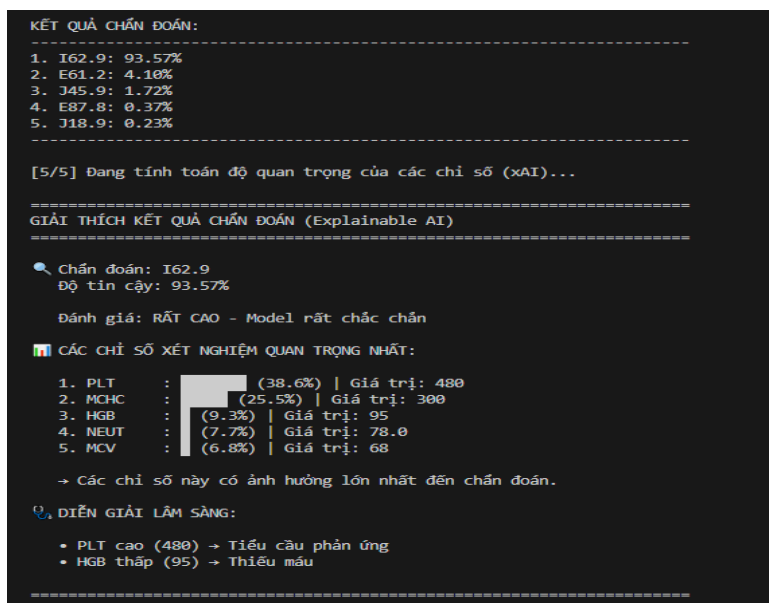 KẾT QUẢ CHẨN ĐOÁN:
----------------------------------------------------------------------
1. I62.9: 93.57%
2. E61.2: 4.10%
3. J45.9: 1.72%
4. E87.8: 0.37%
5. J18.9: 0.23%
----------------------------------------------------------------------
[5/5] Đang tính toán độ quan trọng của các chỉ số (xAI)...
======================================================================
GIẢI THÍCH KẾT QUẢ CHẨN ĐOÁN (Explainable AI)
======================================================================
🔍 Chẩn đoán: I62.9
Độ tin cậy: 93.57%
Đánh giá: RẤT CAO - Model rất chắc chắn
📊 CÁC CHỈ SỐ XÉT NGHIỆM QUAN TRỌNG NHẤT:
1. PLT : ███████ (38.6%) | Giá trị: 480
2. MCHC : █████ (25.5%) | Giá trị: 300
3. HGB : █ (9.3%) | Giá trị: 95
4. NEUT : █ (7.7%) | Giá trị: 78.0
5. MCV : █ (6.8%) | Giá trị: 68
→ Các chỉ số này có ảnh hưởng lớn nhất đến chẩn đoán.
🩺 DIỄN GIẢI LÂM SÀNG:
• PLT cao (480) → Tiểu cầu phản ứng
• HGB thấp (95) → Thiếu máu
======================================================================